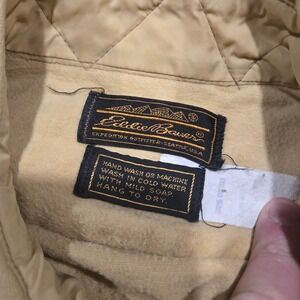 Eddie Bauer®
EXPEDITION OUTFITTER • SEATTLE, U.S.A.
HAND WASH OR MACHINE
WASH IN COLD WATER
WITH MILD SOAP.
HANG TO DRY.